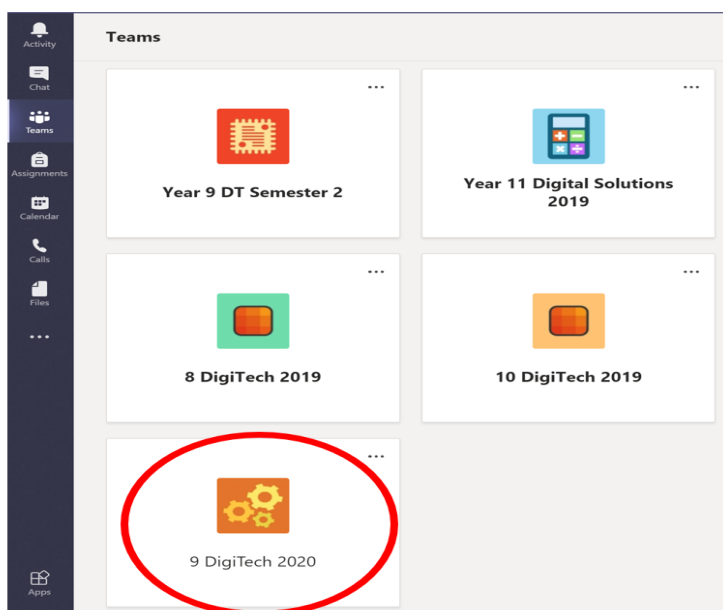 Activity
Chat
Teams
Assignments
Calendar
Calls
Files
Apps
Teams
Year 9 DT Semester 2
Year 11 Digital Solutions
2019
8 DigiTech 2019
10 DigiTech 2019
9 DigiTech 2020